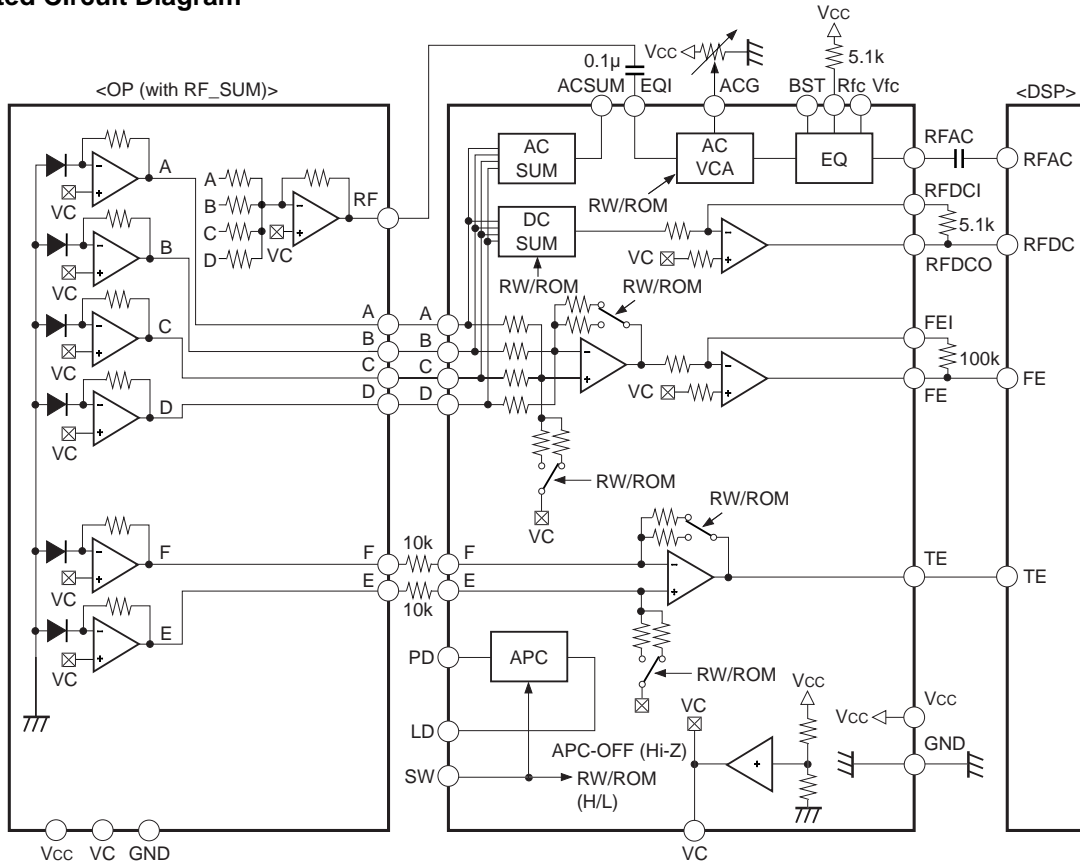 ted Circuit Diagram
<OP (with RF_SUM)>
<DSP>
Vcc
5.1k
Vcc
0.1µ
ACSUM EQI ACG BST Rfc Vfc
AC SUM
AC VCA
EQ
RW/ROM
RFAC
RFAC
RFDCI
5.1k
RFDC
RFDCO
DC SUM
RW/ROM
RW/ROM
VC
A
B
C
D
VC
RF
VC
A
VC
B
VC
C
VC
D
VC
A A
B B
C C
D D
FEI
100k
FE
FE
VC
RW/ROM
VC
RW/ROM
F
VC
E
VC
F 10k F
E 10k E
TE
TE
RW/ROM
PD
APC
LD
SW
APC-OFF (Hi-Z)
RW/ROM
(H/L)
VC
Vcc
Vcc
Vcc
GND
VC
Vcc VC GND